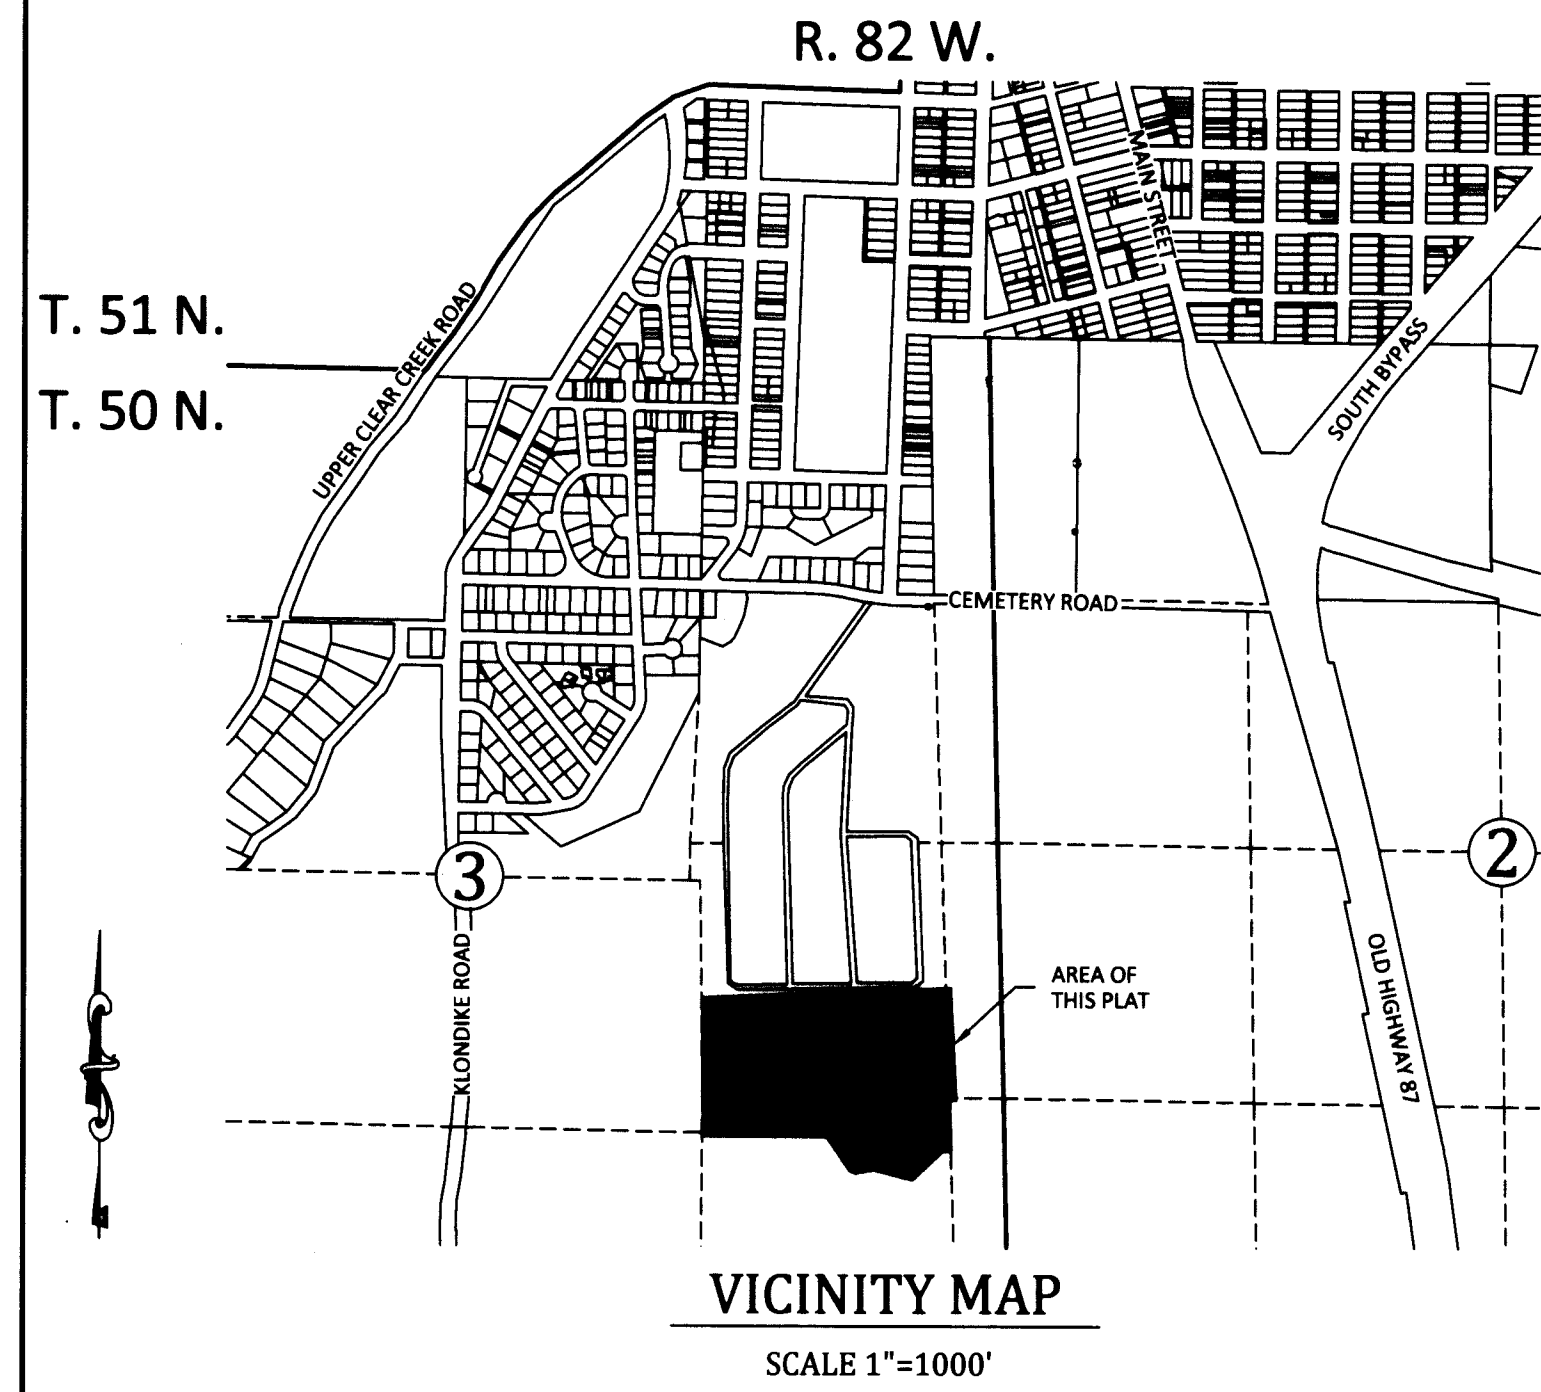 R. 82 W.
MAIN STREET
T. 51 N.
UPPER CLEAR CREEK ROAD
SOUTH BYPASS
T. 50 N.
CEMETERY ROAD
3
2
KLONDIKE ROAD
AREA OF
THIS PLAT
OLD HIGHWAY 87
VICINITY MAP
SCALE 1"=1000'